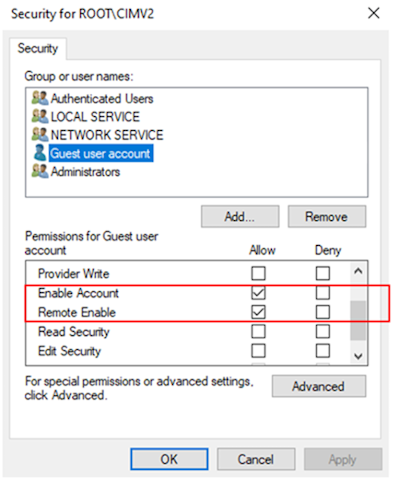 Security for ROOT\CIMV2
Security
Group or user names:
Authenticated Users
LOCAL SERVICE
NETWORK SERVICE
Guest user account
Administrators
Add...
Remove
Permissions for Guest user
account
Allow
Deny
Provider Write
Enable Account
Remote Enable
Read Security
Edit Security
For special permissions or advanced settings,
click Advanced.
Advanced
OK
Cancel
Apply